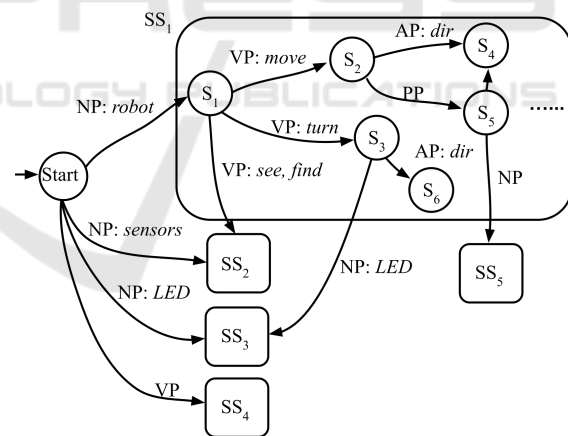 SS1
AP: dir
VP: move
S2
S4
S1
PP
NP: robot
S5
......
VP: turn
S3
AP: dir
VP: see, find
Start
NP
S6
NP: sensors
SS2
NP: LED
SS5
NP: LED
SS3
VP
SS4